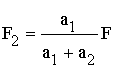 F₂ = a₁ / (a₁ + a₂) F